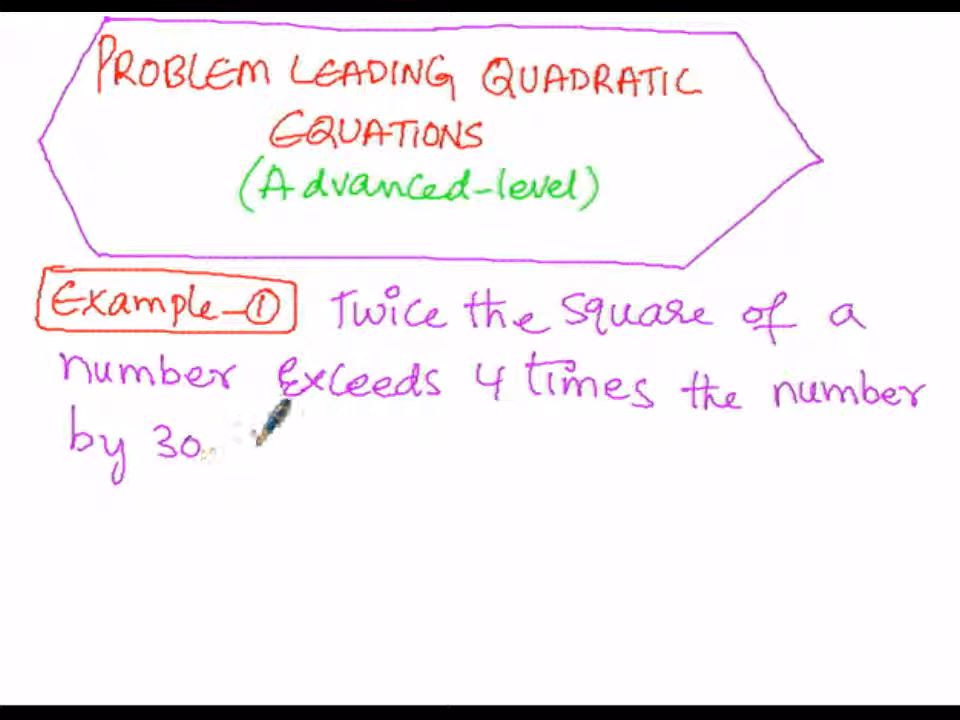 PROBLEM LEADING QUADRATIC
EQUATIONS
(Advanced-level)
Example-① Twice the square of a
number Exceeds 4 times the number
by 30.